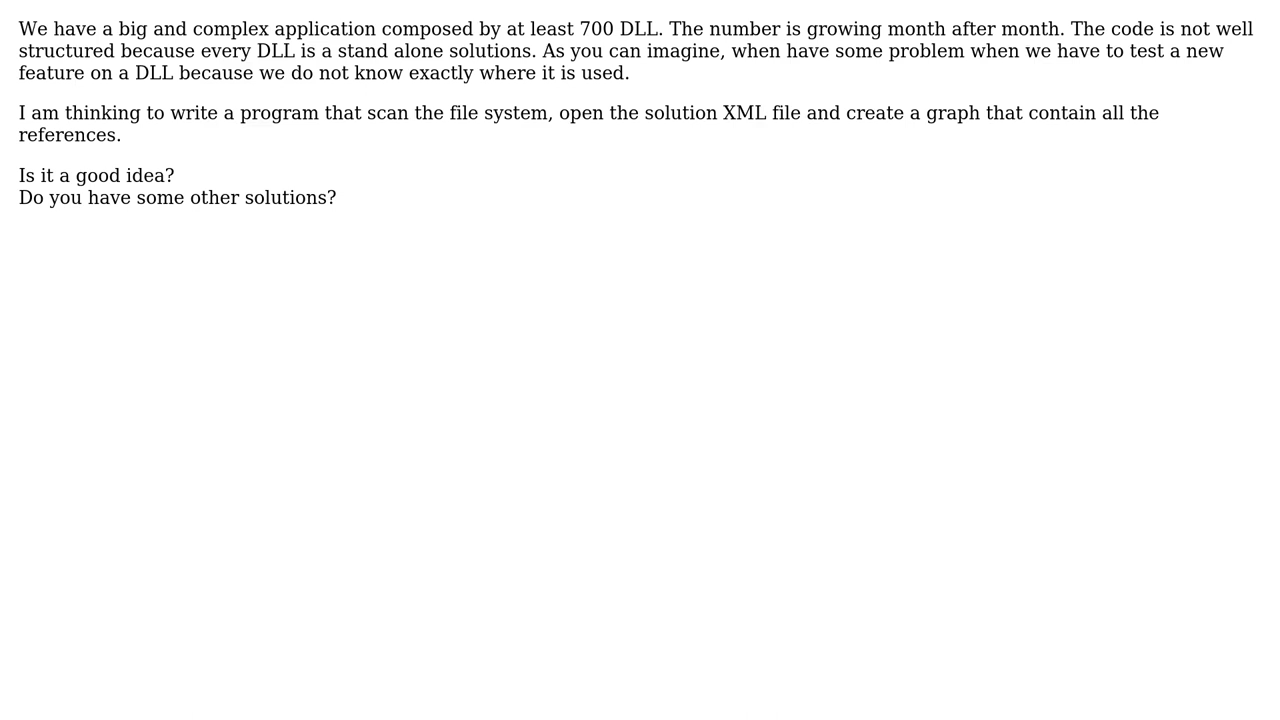 We have a big and complex application composed by at least 700 DLL. The number is growing month after month. The code is not well
structured because every DLL is a stand alone solutions. As you can imagine, when have some problem when we have to test a new
feature on a DLL because we do not know exactly where it is used.
I am thinking to write a program that scan the file system, open the solution XML file and create a graph that contain all the
references.
Is it a good idea?
Do you have some other solutions?